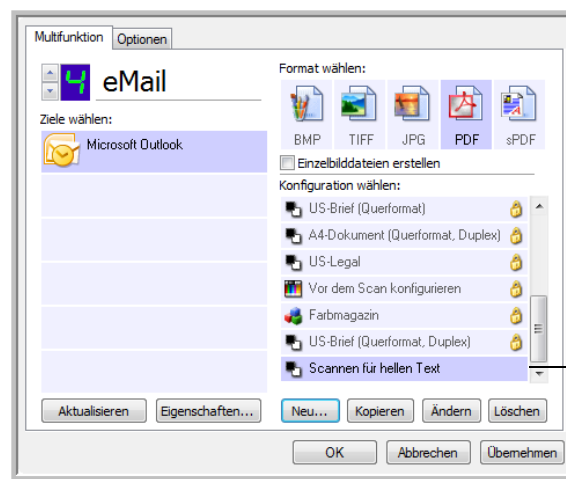 Multifunktion Optionen
4 eMail
Ziele wählen:
Microsoft Outlook
Format wählen:
BMP TIFF JPG PDF sPDF
Einzelbilddateien erstellen
Konfiguration wählen:
US-Brief (Querformat)
A4-Dokument (Querformat, Duplex)
US-Legal
Vor dem Scan konfigurieren
Farbmagazin
US-Brief (Querformat, Duplex)
Scannen für hellen Text
Aktualisieren Eigenschaften... Neu... Kopieren Ändern Löschen
OK Abbrechen Übernehmen